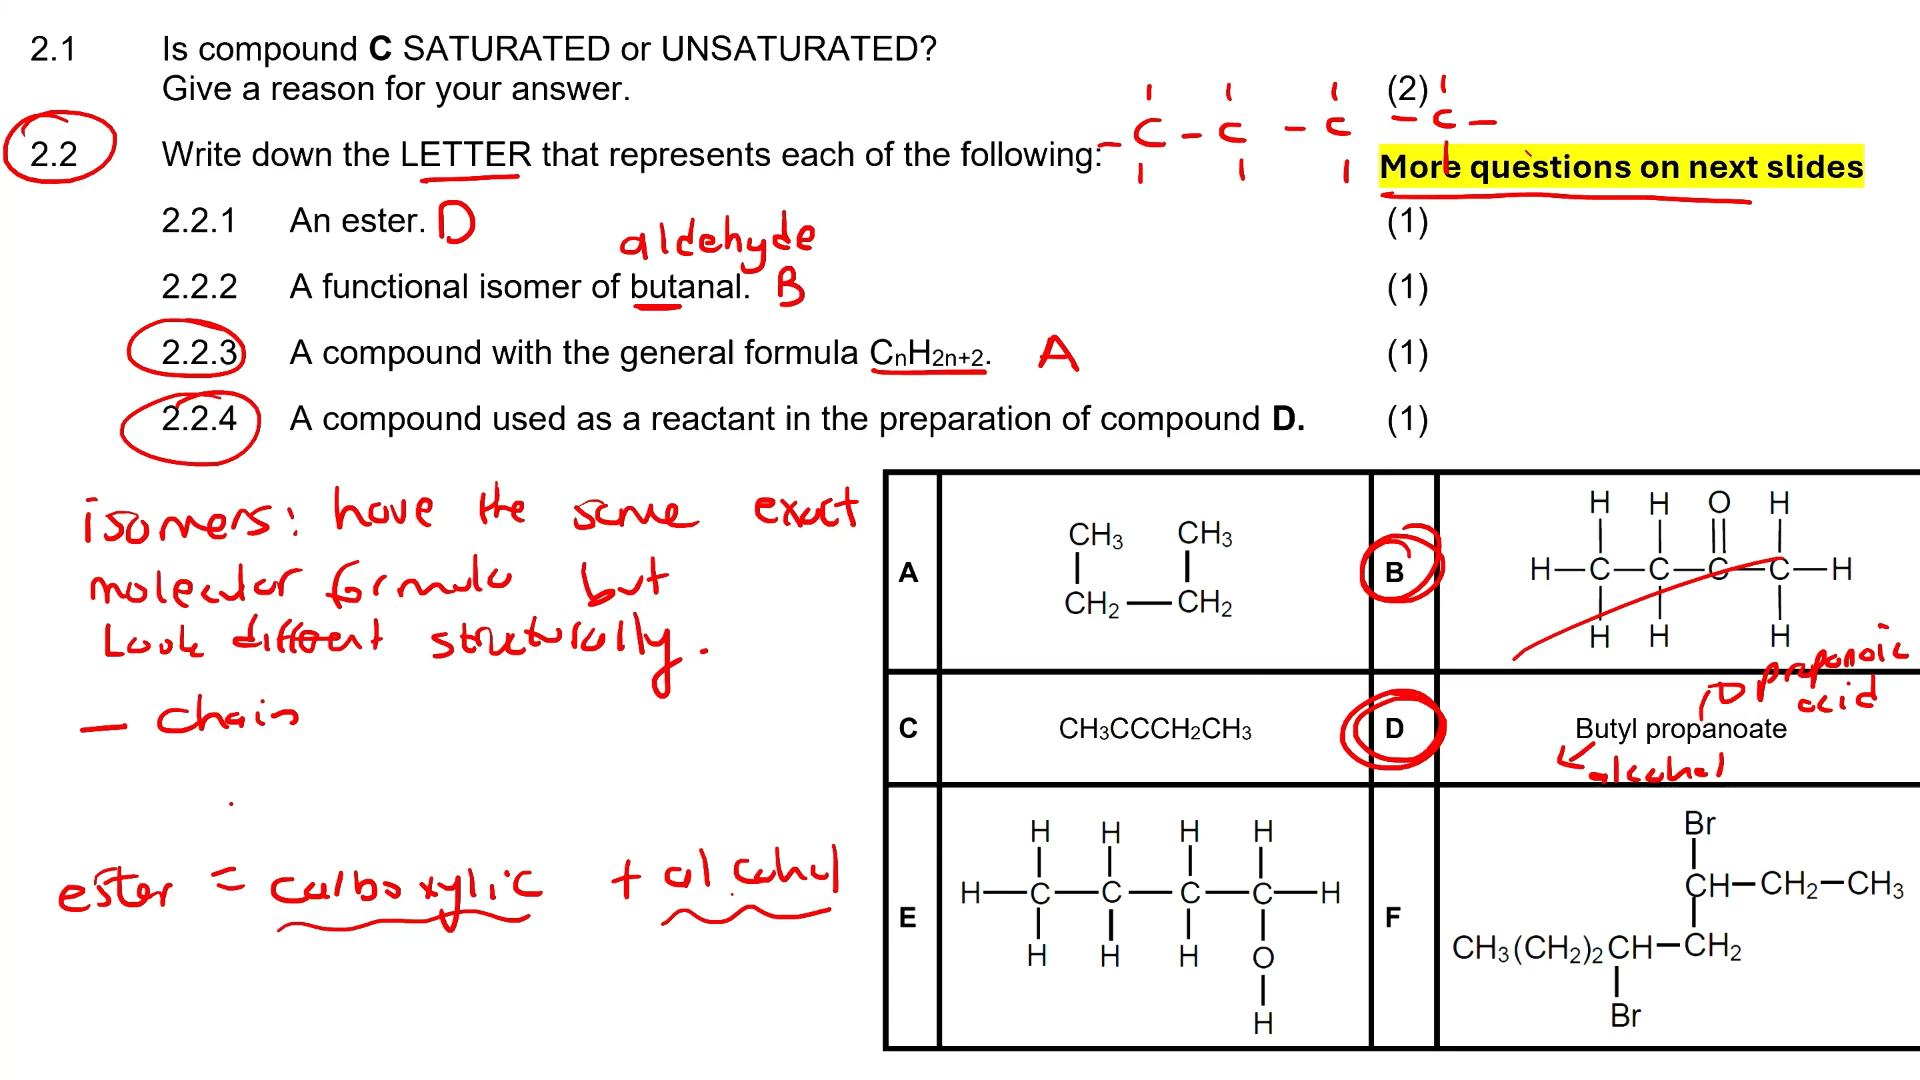 2.1 Is compound C SATURATED or UNSATURATED?
Give a reason for your answer. (2)
- C - C - C - C -
2.2 Write down the LETTER that represents each of the following:
More questions on next slides
2.2.1 An ester. D (1)
aldehyde
2.2.2 A functional isomer of butanal. B (1)
2.2.3 A compound with the general formula CnH2n+2. A (1)
2.2.4 A compound used as a reactant in the preparation of compound D. (1)
isomers: have the same exact
molecular formula but
Look different structurally.
- Chain
ester = carboxylic + alcohol
A
CH3 CH3
CH2 CH2
B
H H O H
H C C C C H
H H H
C
CH3CCCH2CH3
D
propanoic
acid
Butyl propanoate
alcohol
E
H H H H
H C C C C H
H H H O
H
F
Br
CH CH2 CH3
CH3(CH2)2CH CH2
Br